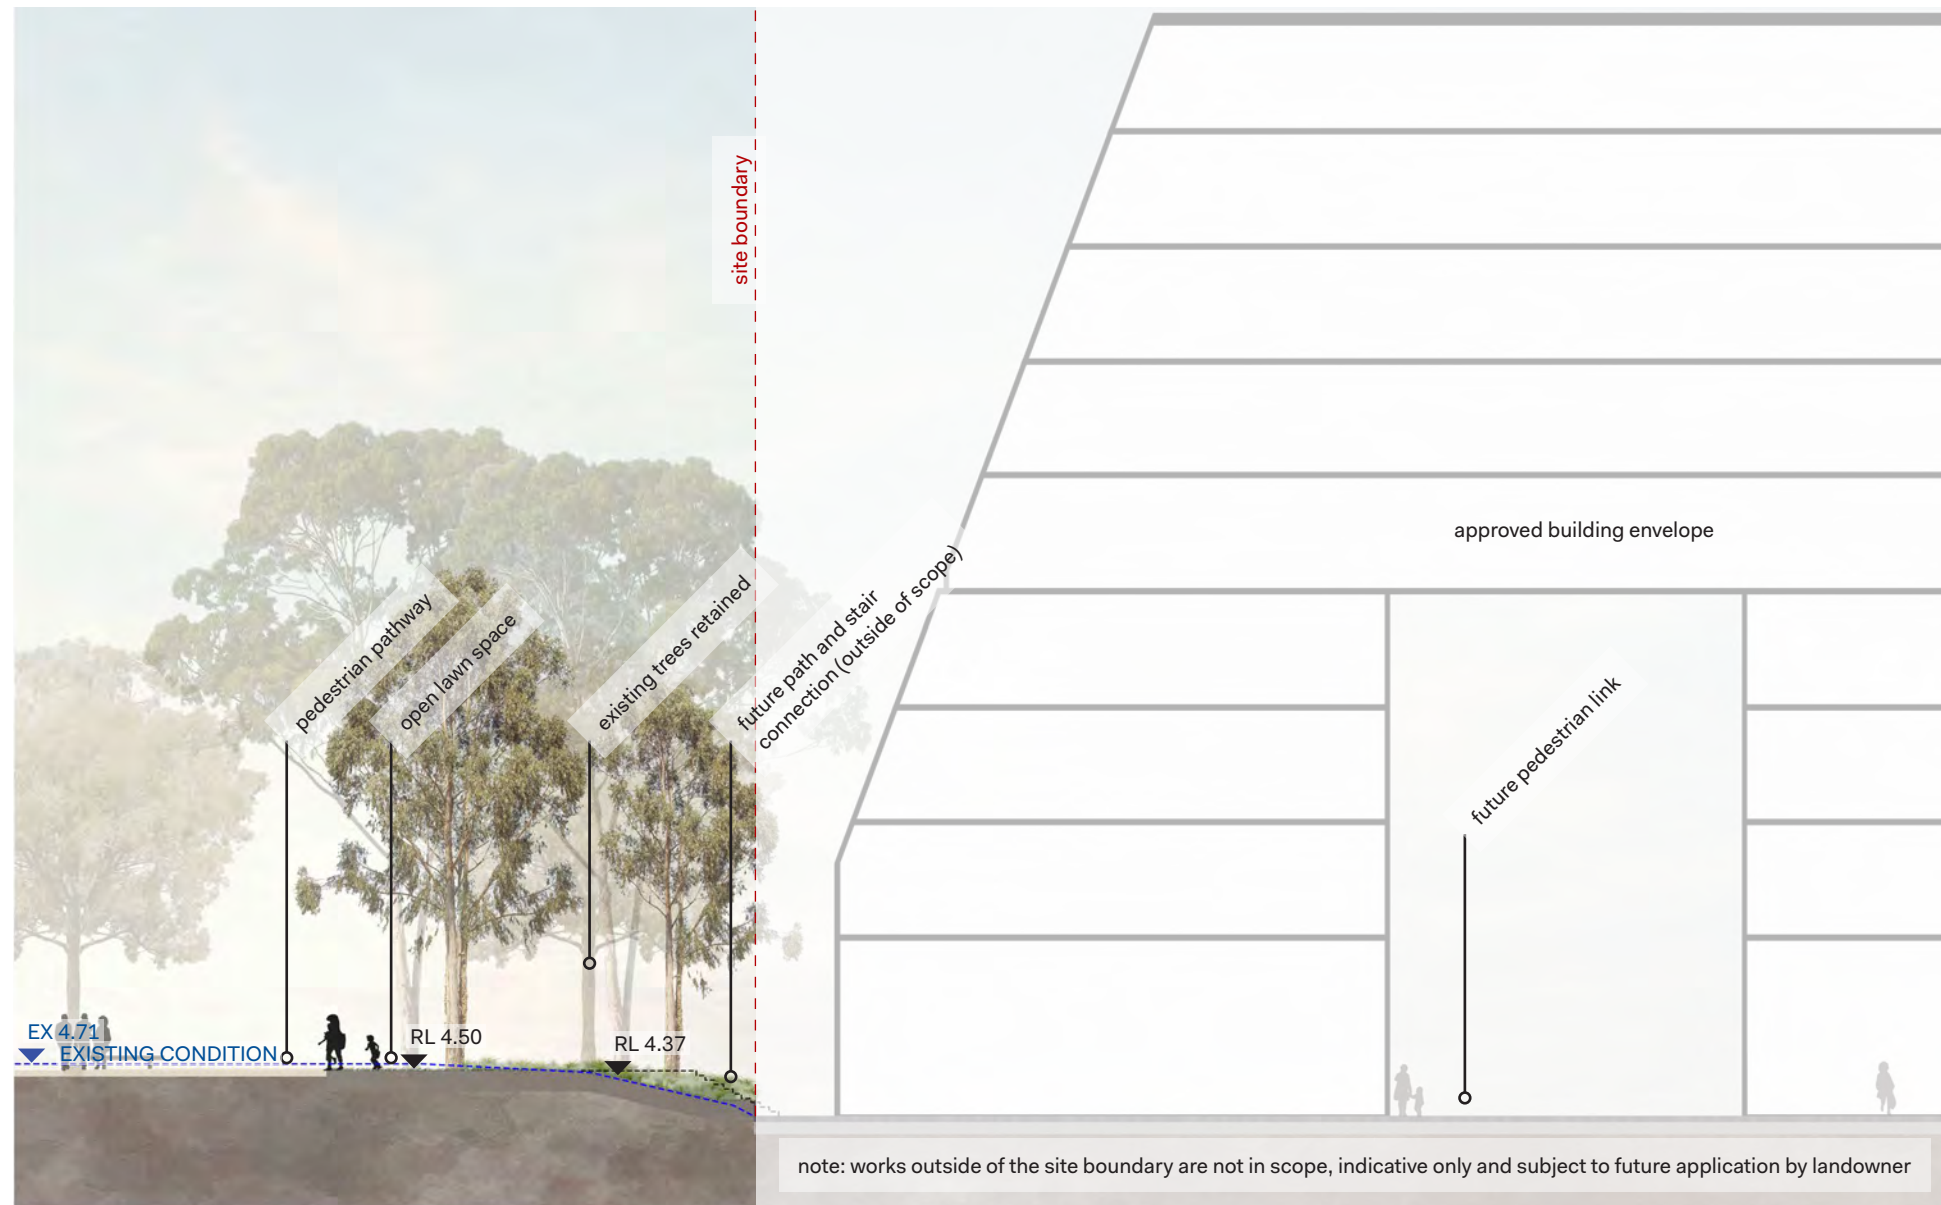 site boundary
approved building envelope
pedestrian pathway
open lawn space
existing trees retained
future path and stair
connection (outside of scope)
future pedestrian link
EX 4.71
EXISTING CONDITION
RL 4.50
RL 4.37
note: works outside of the site boundary are not in scope, indicative only and subject to future application by landowner